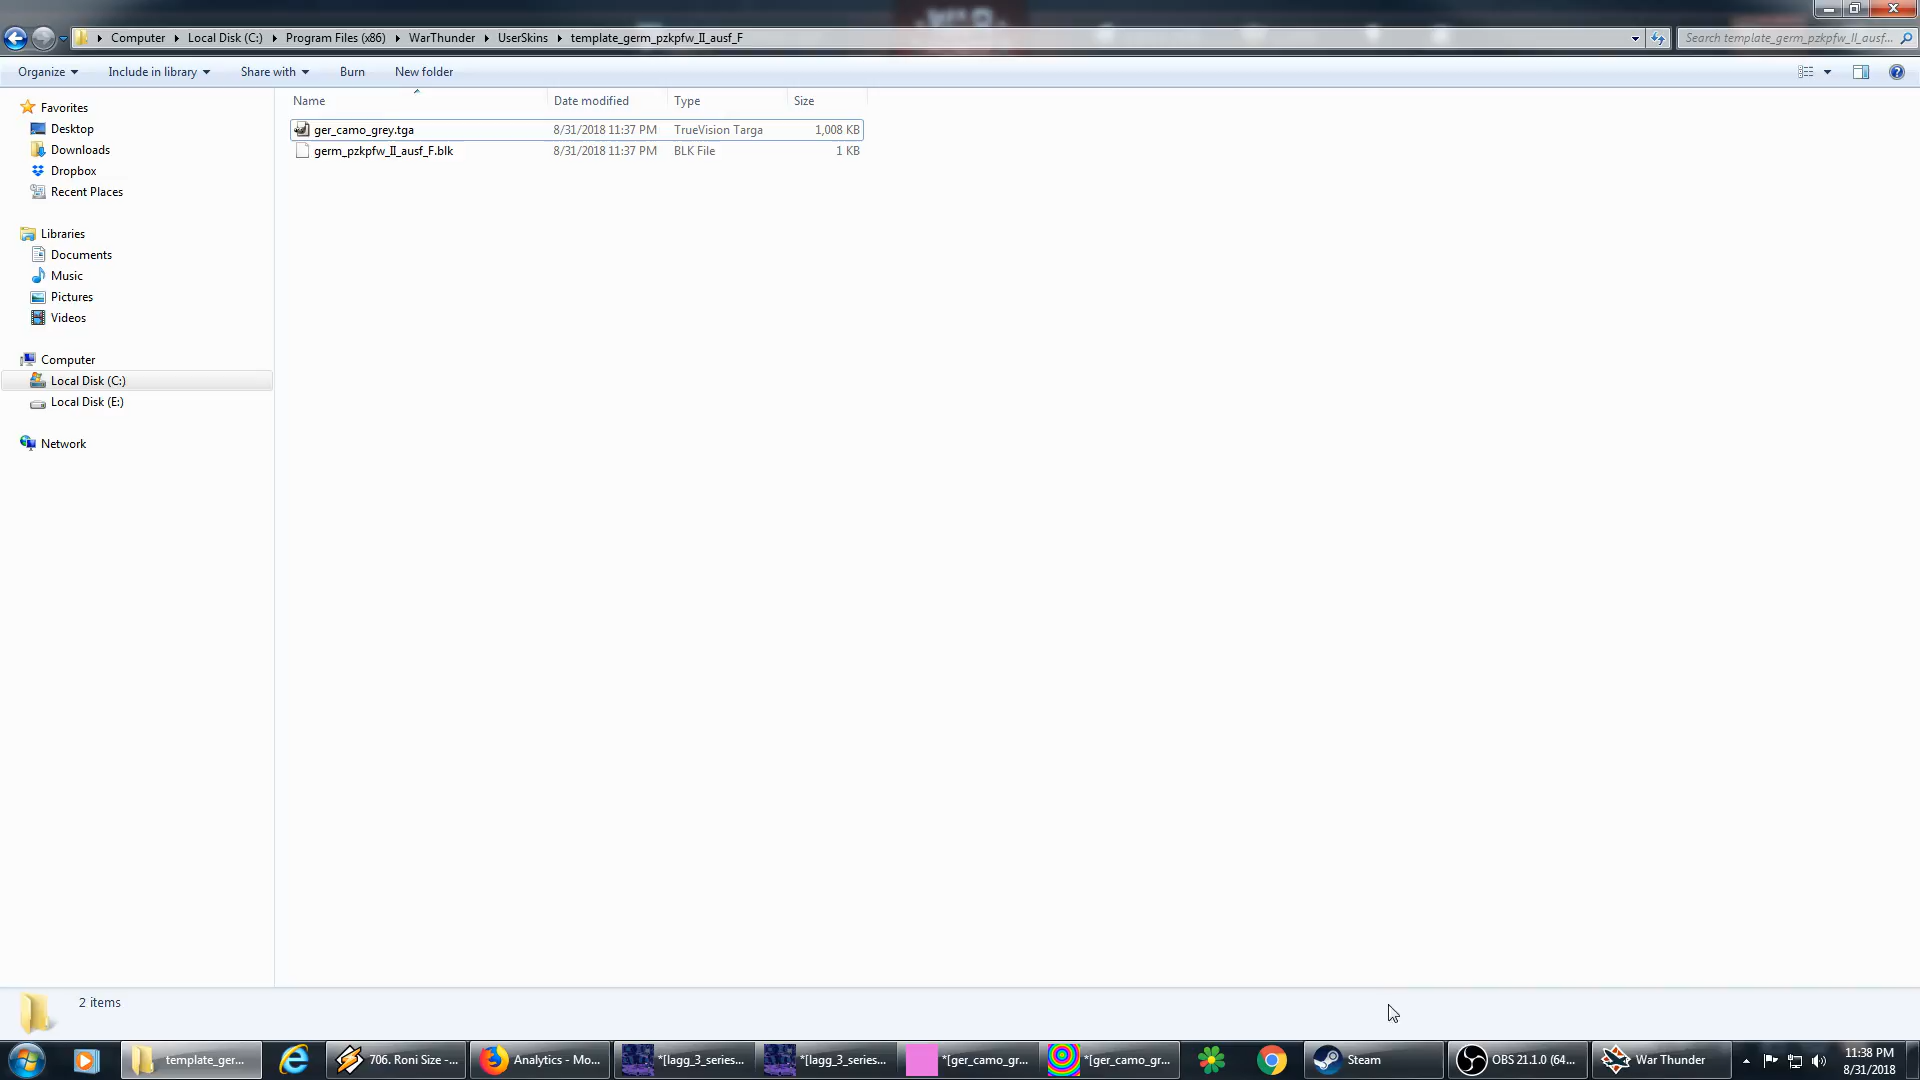 Computer Local Disk (C:) Program Files (x86) WarThunder UserSkins template_germ_pzkpfw_II_ausf_F
Search template_germ_pzkpfw_II_ausf...
Organize Include in library Share with Burn New folder
Name Date modified Type Size
ger_camo_grey.tga 8/31/2018 11:37 PM TrueVision Targa 1,008 KB
germ_pzkpfw_II_ausf_F.blk 8/31/2018 11:37 PM BLK File 1 KB
Favorites
Desktop
Downloads
Dropbox
Recent Places
Libraries
Documents
Music
Pictures
Videos
Computer
Local Disk (C:)
Local Disk (E:)
Network
2 items
template_ger...
706. Roni Size -...
Analytics - Mo...
*[lagg_3_series...
*[lagg_3_series...
*[ger_camo_gr...
*[ger_camo_gr...
Steam
OBS 21.1.0 (64...
War Thunder
11:38 PM
8/31/2018